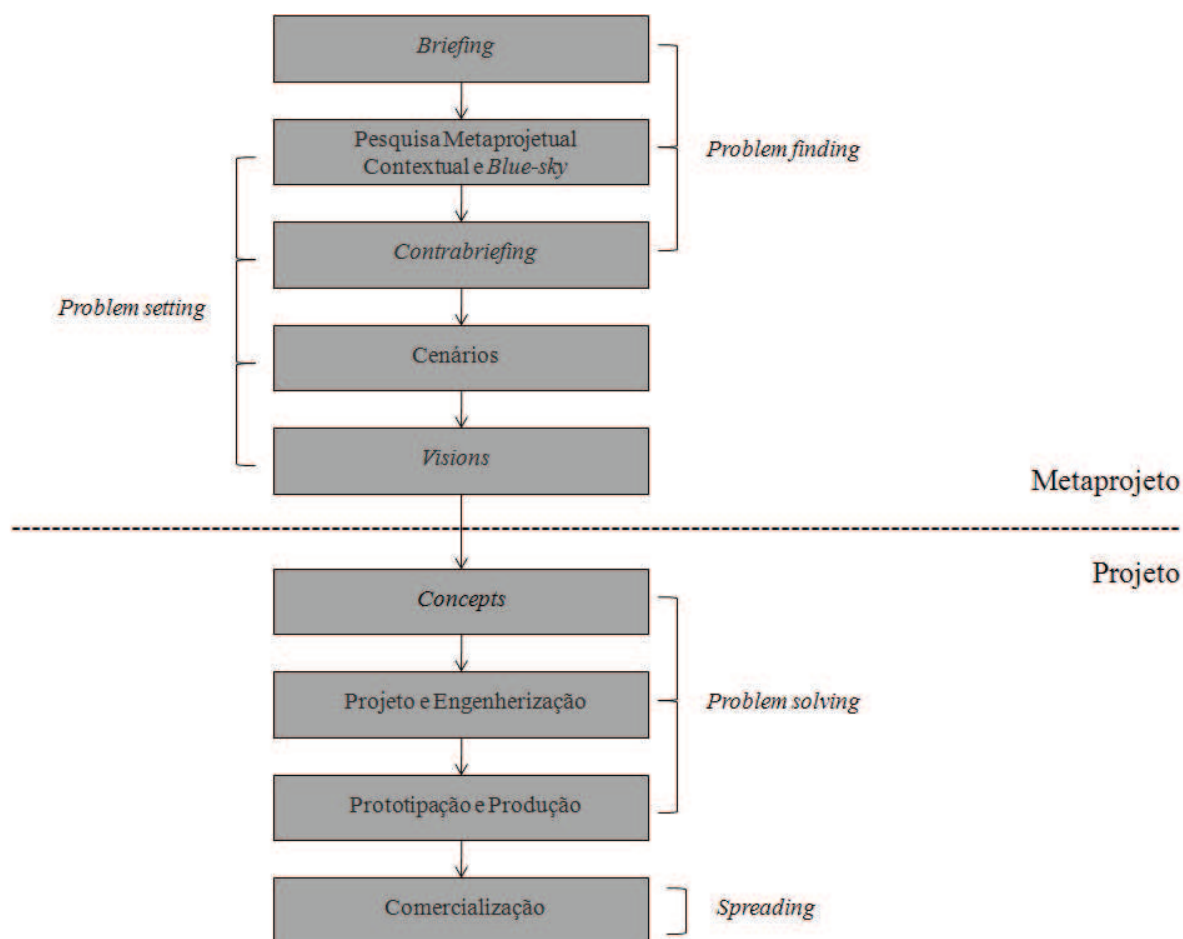 Briefing
Pesquisa Metaprojetual
Contextual e Blue-sky
Problem finding
Contrabriefing
Problem setting
Cenários
Visions
Metaprojeto
Projeto
Concepts
Projeto e Engenherização
Problem solving
Prototipação e Produção
Comercialização
Spreading